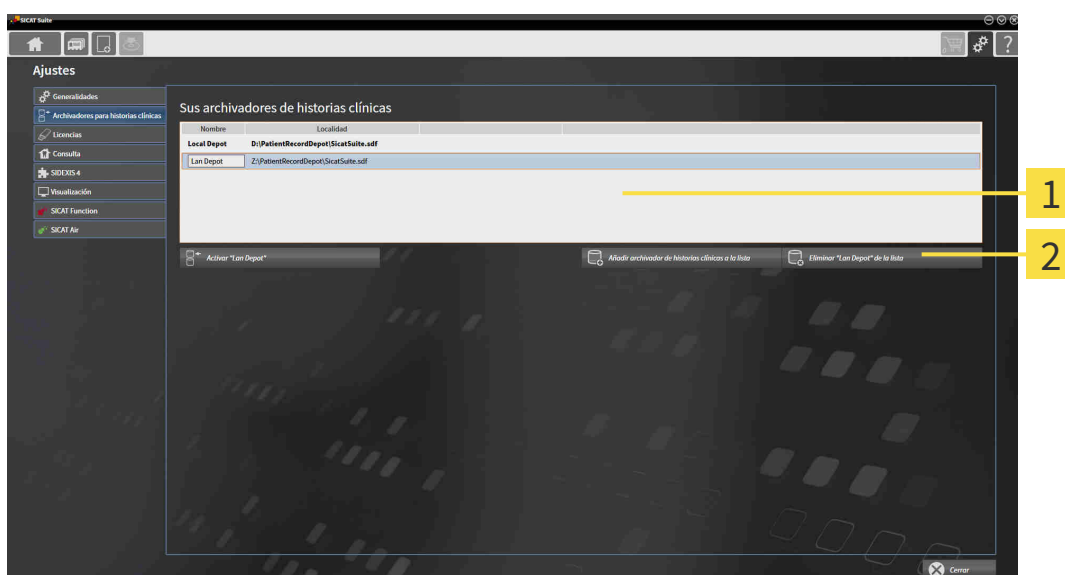 SICAT Suite
?
Ajustes
Generalidades
Archivadores para historias clínicas
Licencias
Consulta
SIDEXIS 4
Visualización
SICAT Function
SICAT Air
Sus archivadores de historias clínicas
Nombre Localidad
Local Depot D:\PatientRecordDepot\SicatSuite.sdf
Lan Depot Z:\PatientRecordDepot\SicatSuite.sdf
1
Activar "Lan Depot" Añadir archivador de historias clínicas a la lista Eliminar "Lan Depot" de la lista
2
Cerrar